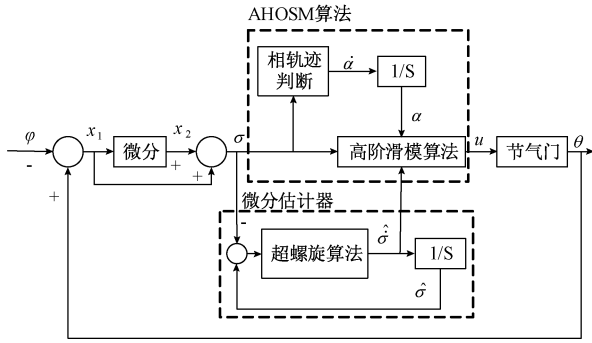 AHOSM算法
相轨迹
判断
α̇
1/S
α
φ
-
+
x₁
微分
x₂
+
+
σ
高阶滑模算法
u
节气门
θ
微分估计器
-
超螺旋算法
σ̇̂
1/S
σ̂